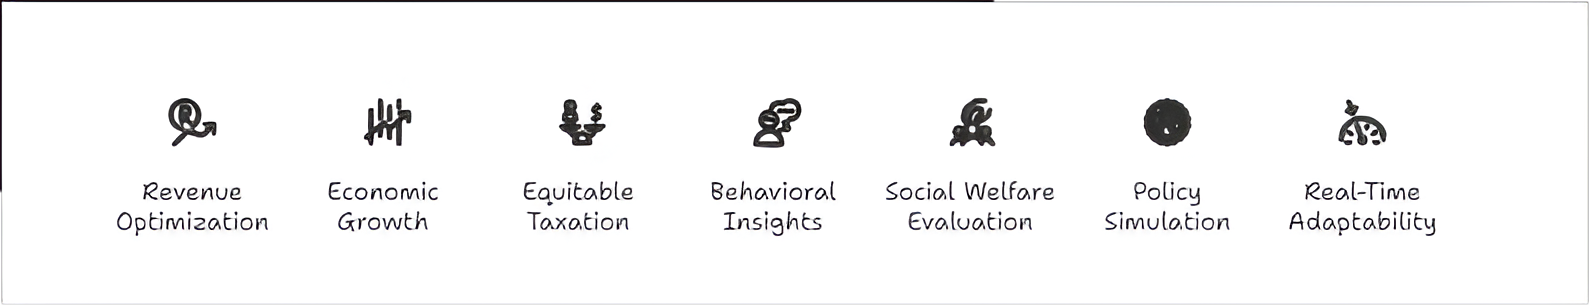 Revenue
Optimization
Economic
Growth
Equitable
Taxation
Behavioral
Insights
Social Welfare
Evaluation
Policy
Simulation
Real-Time
Adaptability